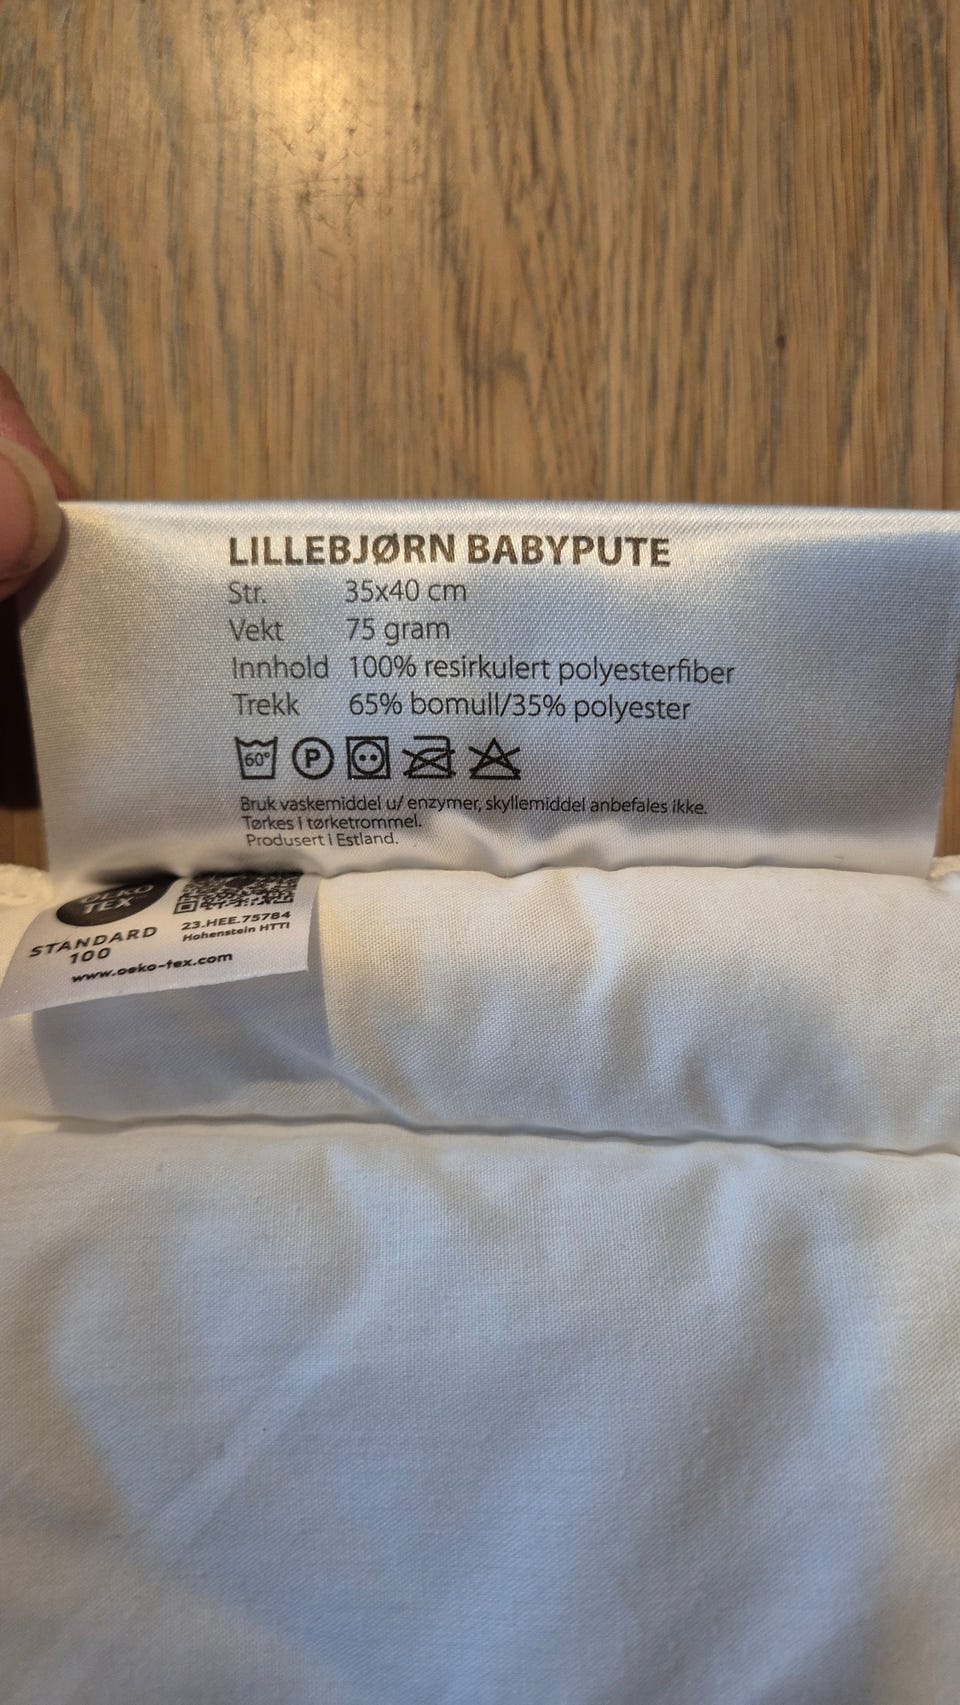 LILLEBJØRN BABYPUTE
Str. 35x40 cm
Vekt 75 gram
Innhold 100% resirkulert polyesterfiber
Trekk 65% bomull/35% polyester
60° P
Bruk vaskemiddel u/ enzymer, skyllemiddel anbefales ikke.
Tørkes i tørketrommel.
Produsert i Estland.
OEKO
TEX
STANDARD
100
23.HEE.75784
Hohenstein HTTI
www.oeko-tex.com